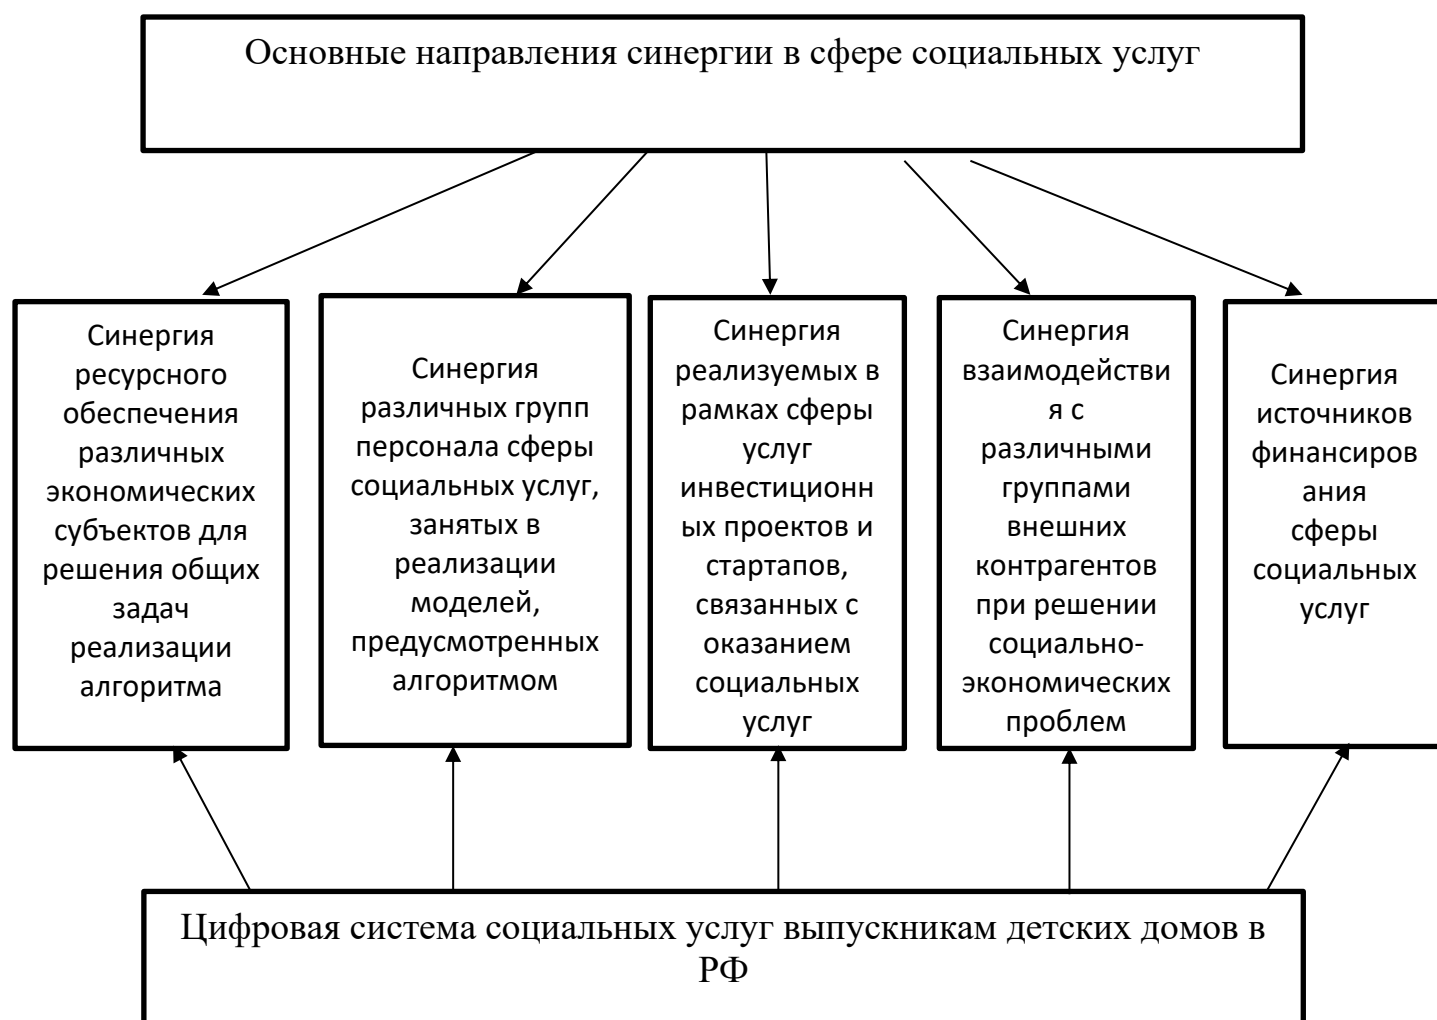 Основные направления синергии в сфере социальных услуг
Синергия
ресурсного
обеспечения
различных
экономических
субъектов для
решения общих
задач
реализации
алгоритма
Синергия
различных групп
персонала сферы
социальных услуг,
занятых в
реализации
моделей,
предусмотренных
алгоритмом
Синергия
реализуемых в
рамках сферы
услуг
инвестиционн
ых проектов и
стартапов,
связанных с
оказанием
социальных
услуг
Синергия
взаимодействи
я с
различными
группами
внешних
контрагентов
при решении
социально-
экономических
проблем
Синергия
источников
финансиров
ания
сферы
социальных
услуг
Цифровая система социальных услуг выпускникам детских домов в
РФ